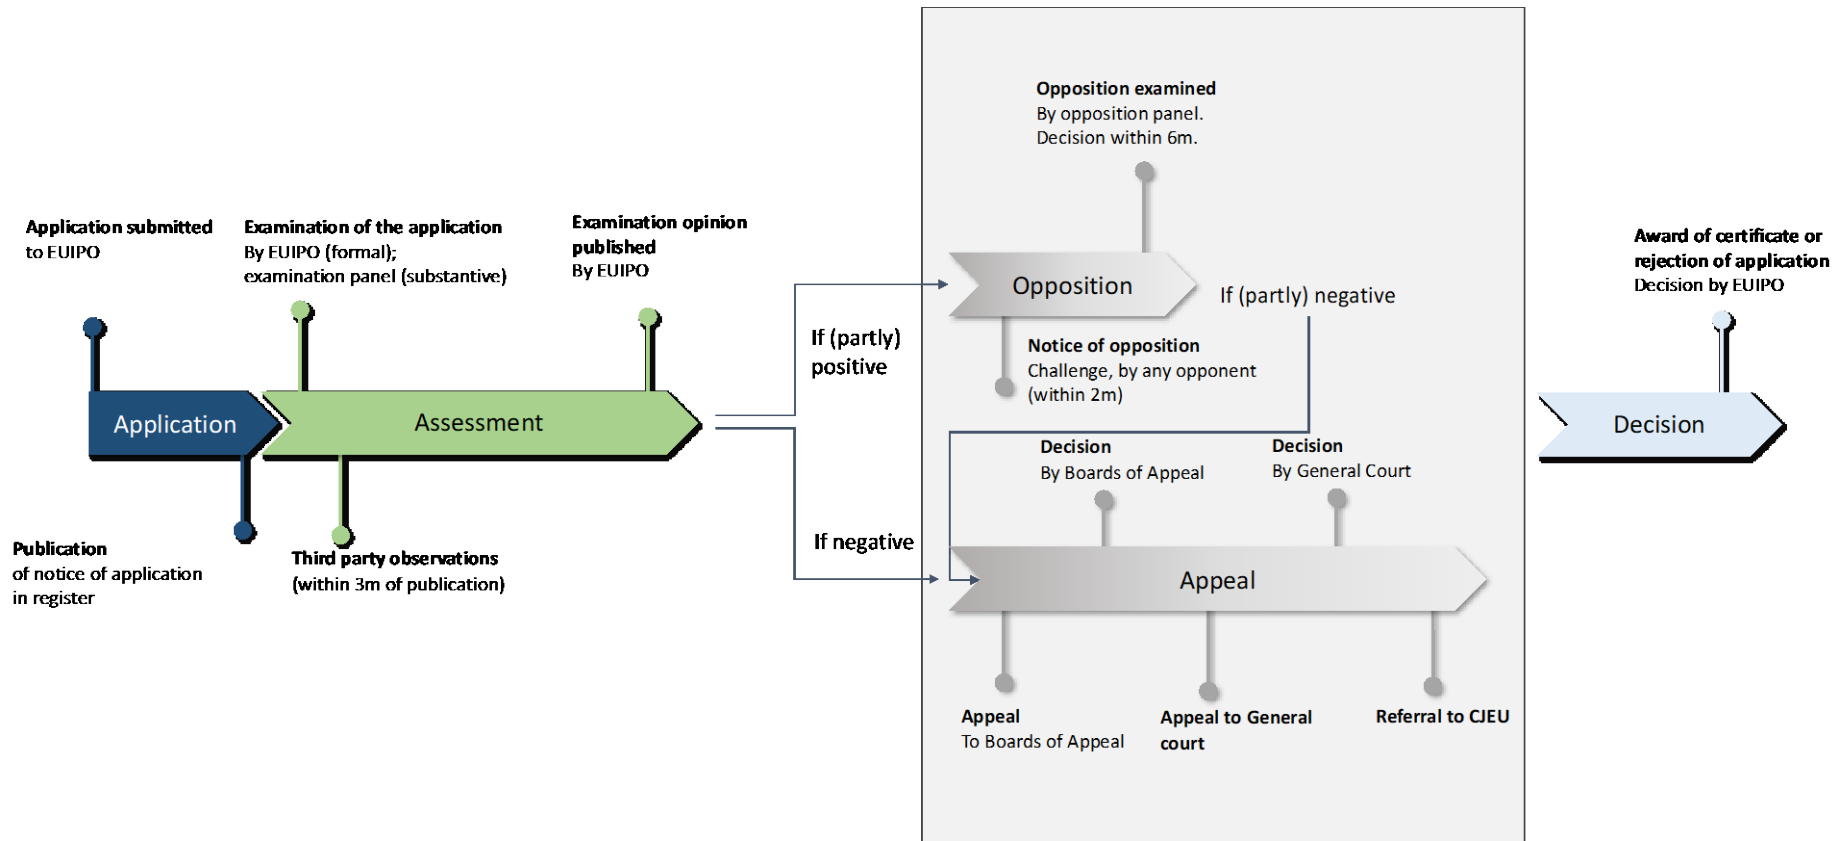 Application submitted
to EUIPO
Examination of the application
By EUIPO (formal);
examination panel (substantive)
Examination opinion
published
By EUIPO
Application
Assessment
Publication
of notice of application
in register
Third party observations
(within 3m of publication)
If (partly)
positive
If negative
Opposition examined
By opposition panel.
Decision within 6m.
Opposition
If (partly) negative
Notice of opposition
Challenge, by any opponent
(within 2m)
Decision
By Boards of Appeal
Decision
By General Court
Appeal
Appeal
To Boards of Appeal
Appeal to General
court
Referral to CJEU
Award of certificate or
rejection of application
Decision by EUIPO
Decision